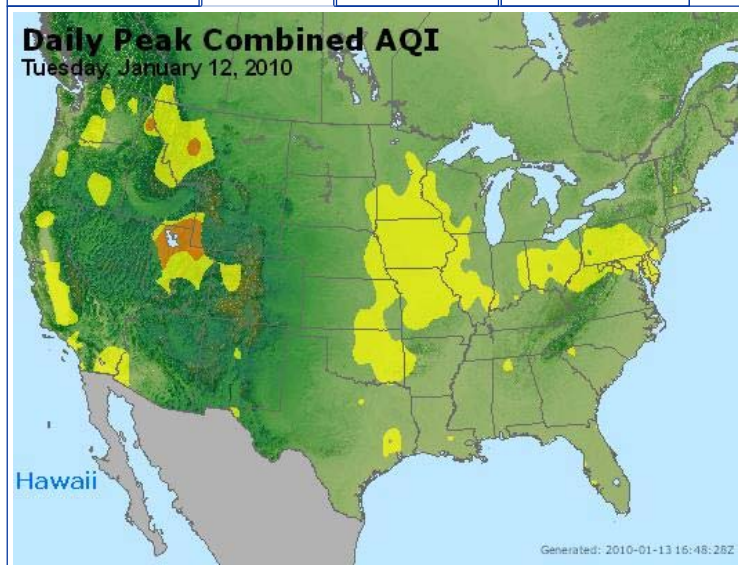 Daily Peak Combined AQI
Tuesday, January 12, 2010
Hawaii
Generated: 2010-01-13 16:48:28Z